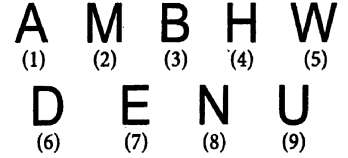 A M B H W
(1) (2) (3) (4) (5)
D E N U
(6) (7) (8) (9)